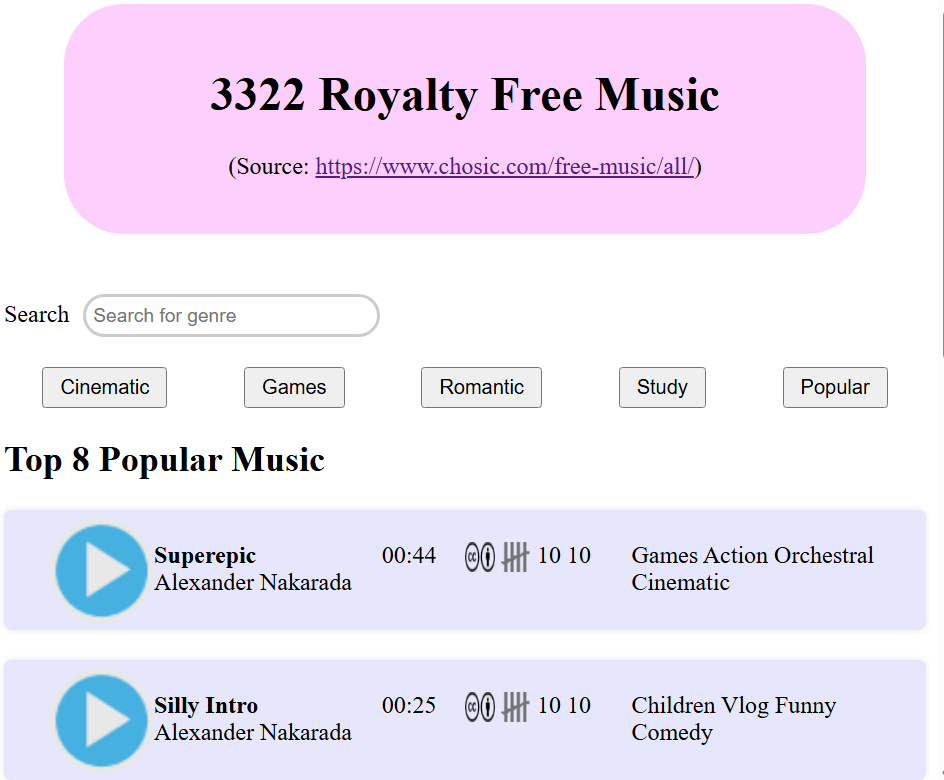 3322 Royalty Free Music
(Source: https://www.chosic.com/free-music/all/)
Search Search for genre
Cinematic Games Romantic Study Popular
Top 8 Popular Music
Superepic 00:44 cc 10 10 Games Action Orchestral
Alexander Nakarada Cinematic
Silly Intro 00:25 cc 10 10 Children Vlog Funny
Alexander Nakarada Comedy